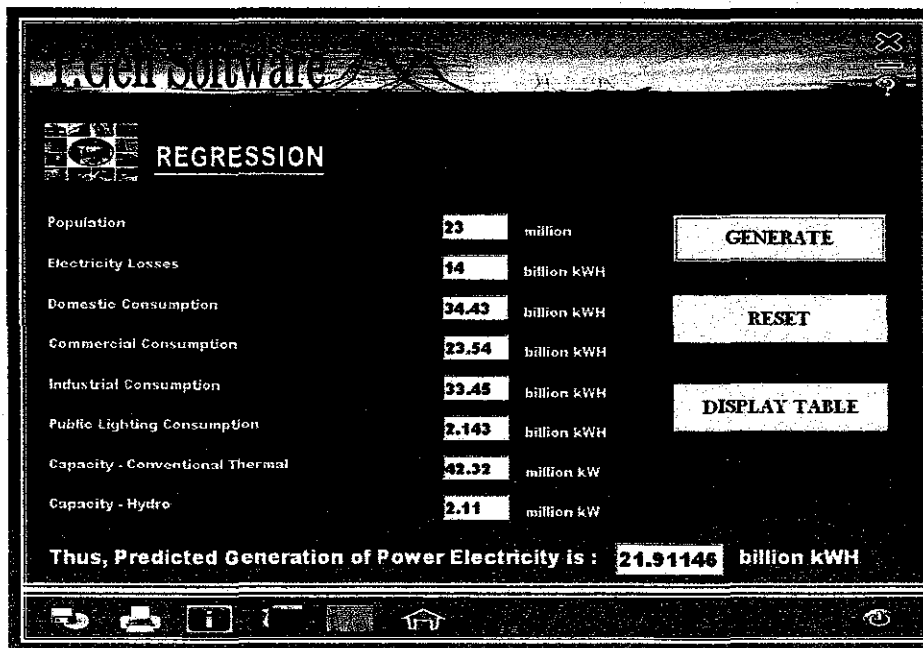 P.Gen Software
REGRESSION
Population 23 million
Electricity Losses 14 billion kWH
Domestic Consumption 34.43 billion kWH
Commercial Consumption 23.54 billion kWH
Industrial Consumption 33.45 billion kWH
Public Lighting Consumption 2.143 billion kWH
Capacity - Conventional Thermal 42.32 million kW
Capacity - Hydro 2.11 million kW
GENERATE
RESET
DISPLAY TABLE
Thus, Predicted Generation of Power Electricity is : 21.91146 billion kWH